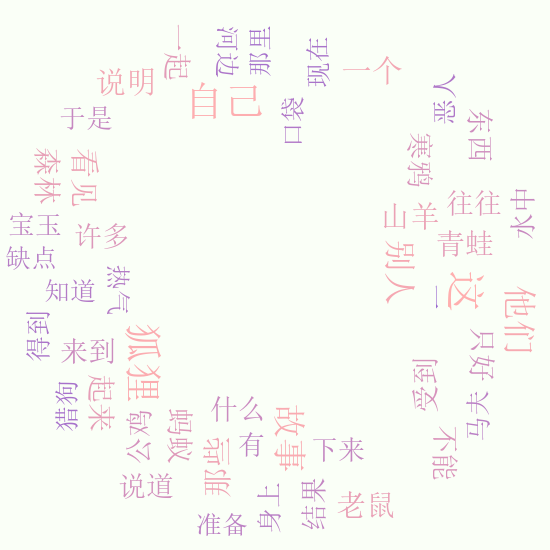 一起
河边
那里
现在
一个
说明
自己
口袋
恶人
于是
东西
寒鸦
森林
看见
往往
水中
山羊
宝玉
许多
青蛙
缺点
别人
知道
热气
一
这
他们
得到
来到
狐狸
只好
受到
猎狗
起来
公鸡
蚂蚁
什么
有
故事
那
下来
马夫
不能
说道
准备
身上
结果
老鼠